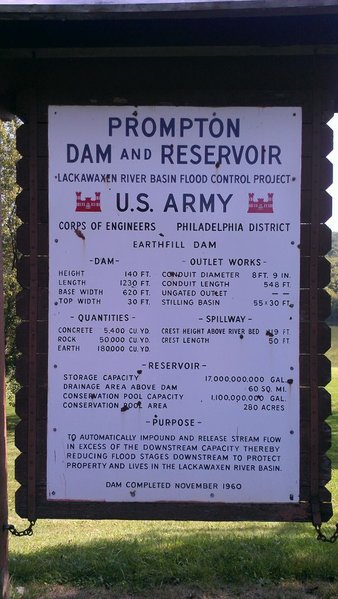 PROMPTON
DAM AND RESERVOIR
LACKAWAXEN RIVER BASIN FLOOD CONTROL PROJECT
U.S. ARMY
CORPS OF ENGINEERS PHILADELPHIA DISTRICT
EARTHFILL DAM
- DAM -
HEIGHT 140 FT.
LENGTH 1230 FT.
BASE WIDTH 620 FT.
TOP WIDTH 30 FT.
- OUTLET WORKS -
CONDUIT DIAMETER 8 FT. 9 IN.
CONDUIT LENGTH 548 FT.
UNGATED OUTLET — —
STILLING BASIN 55 X 30 FT.
- QUANTITIES -
CONCRETE 5,400 CU. YD.
ROCK 50,000 CU. YD.
EARTH 180000 CU. YD.
- SPILLWAY -
CREST HEIGHT ABOVE RIVER BED FT.
CREST LENGTH 50 FT.
- RESERVOIR -
STORAGE CAPACITY 17,000,000,000 GAL.
DRAINAGE AREA ABOVE DAM 60 SQ. MI.
CONSERVATION POOL CAPACITY 1,100,000,000 GAL.
CONSERVATION POOL AREA 280 ACRES
- PURPOSE -
TO AUTOMATICALLY IMPOUND AND RELEASE STREAM FLOW
IN EXCESS OF THE DOWNSTREAM CAPACITY THEREBY
REDUCING FLOOD STAGES DOWNSTREAM TO PROTECT
PROPERTY AND LIVES IN THE LACKAWAXEN RIVER BASIN.
DAM COMPLETED NOVEMBER 1960